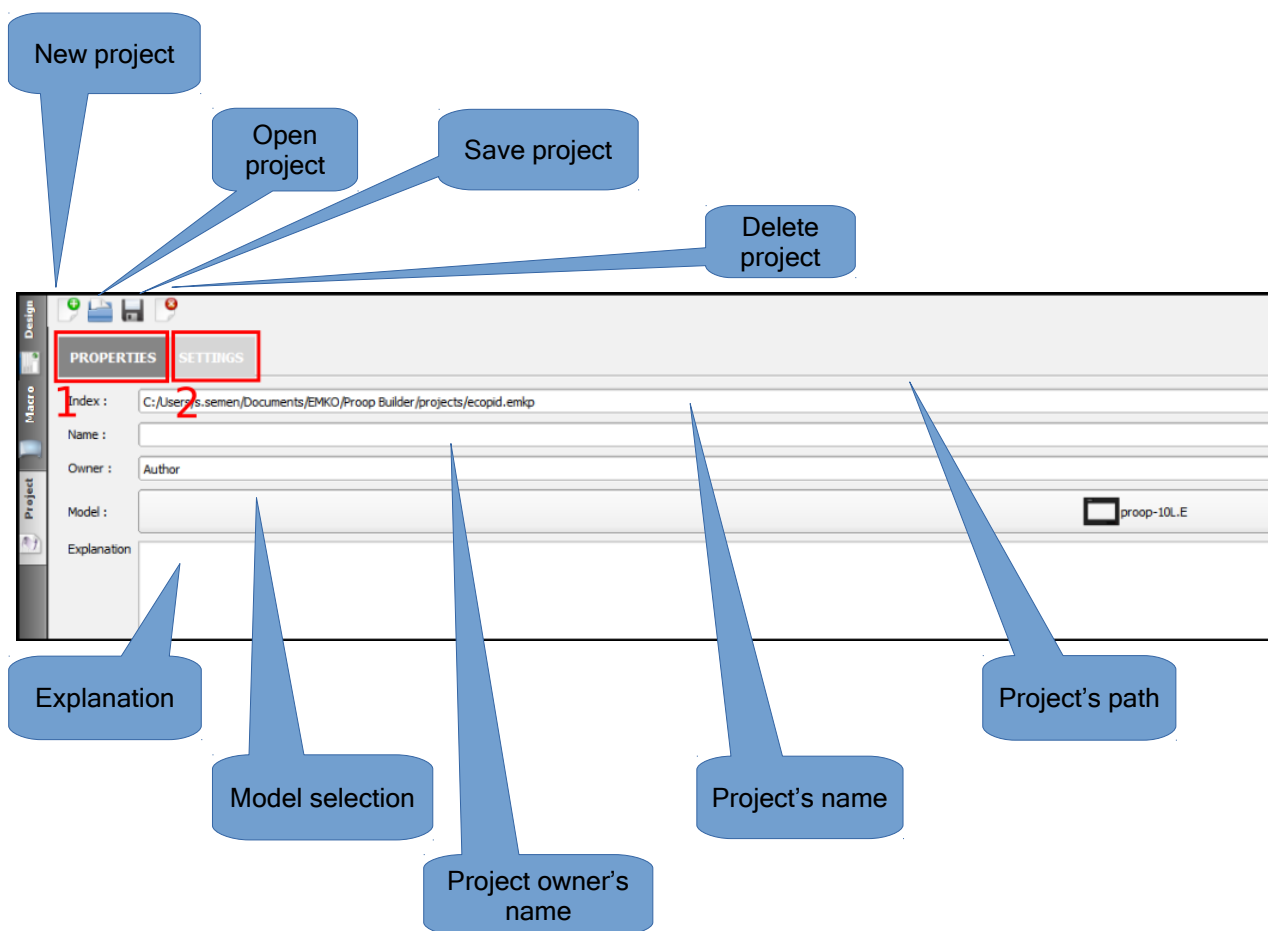 New project
Open
project
Save project
Delete
project
Design
Macro
Project
PROPERTIES
SETTINGS
1
2
Index :
C:/Users/s.semen/Documents/EMKO/Proop Builder/projects/ecopid.emkp
Name :
Owner :
Author
Model :
proop-10L.E
Explanation
Explanation
Model selection
Project owner's
name
Project's name
Project's path